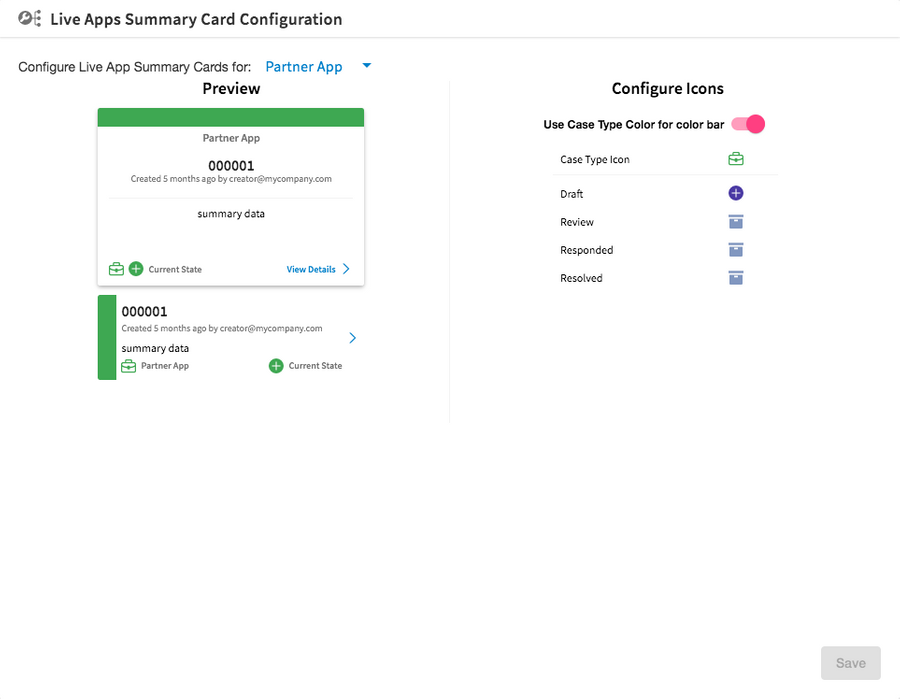 Live Apps Summary Card Configuration
Configure Live App Summary Cards for: Partner App
Preview
Partner App
000001
Created 5 months ago by creator@mycompany.com
summary data
Current State View Details
000001
Created 5 months ago by creator@mycompany.com
summary data
Partner App Current State
Configure Icons
Use Case Type Color for color bar
Case Type Icon
Draft
Review
Responded
Resolved
Save